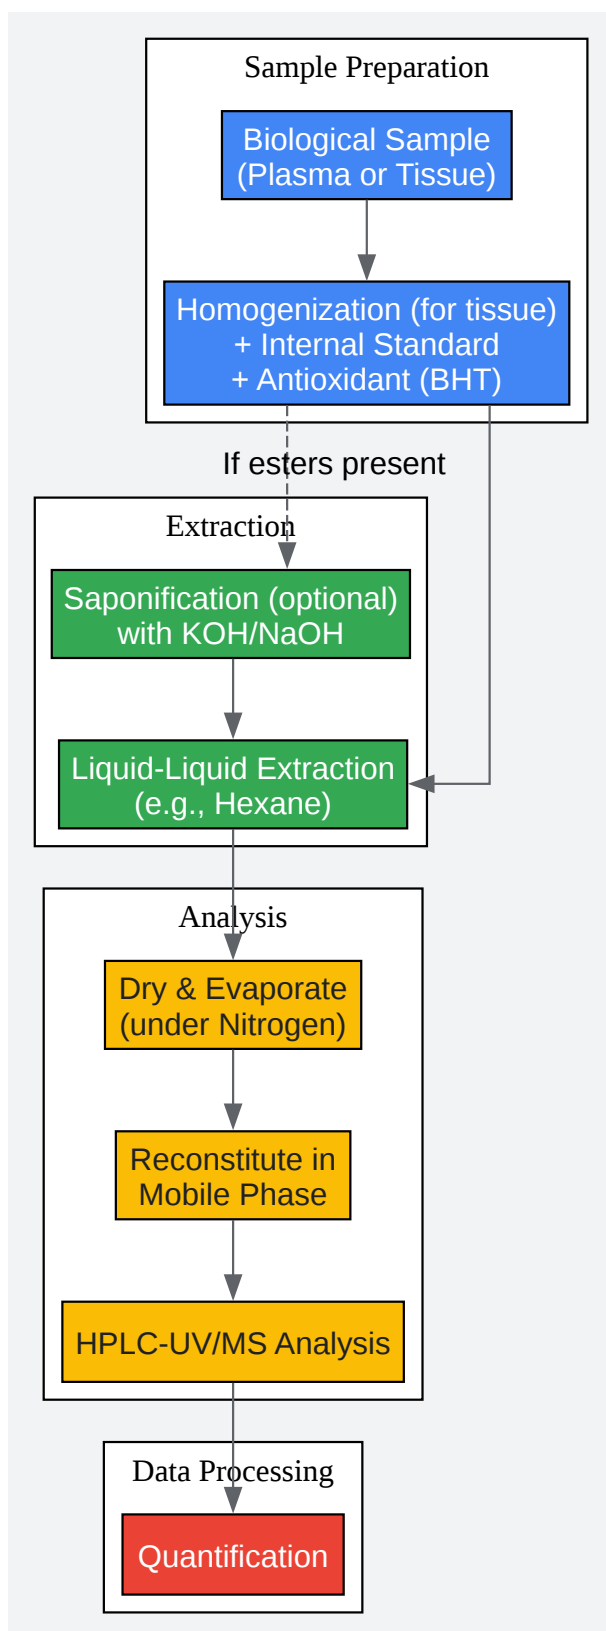 Sample Preparation
Biological Sample
(Plasma or Tissue)
Homogenization (for tissue)
+ Internal Standard
+ Antioxidant (BHT)
If esters present
Extraction
Saponification (optional)
with KOH/NaOH
Liquid-Liquid Extraction
(e.g., Hexane)
Analysis
Dry & Evaporate
(under Nitrogen)
Reconstitute in
Mobile Phase
HPLC-UV/MS Analysis
Data Processing
Quantification